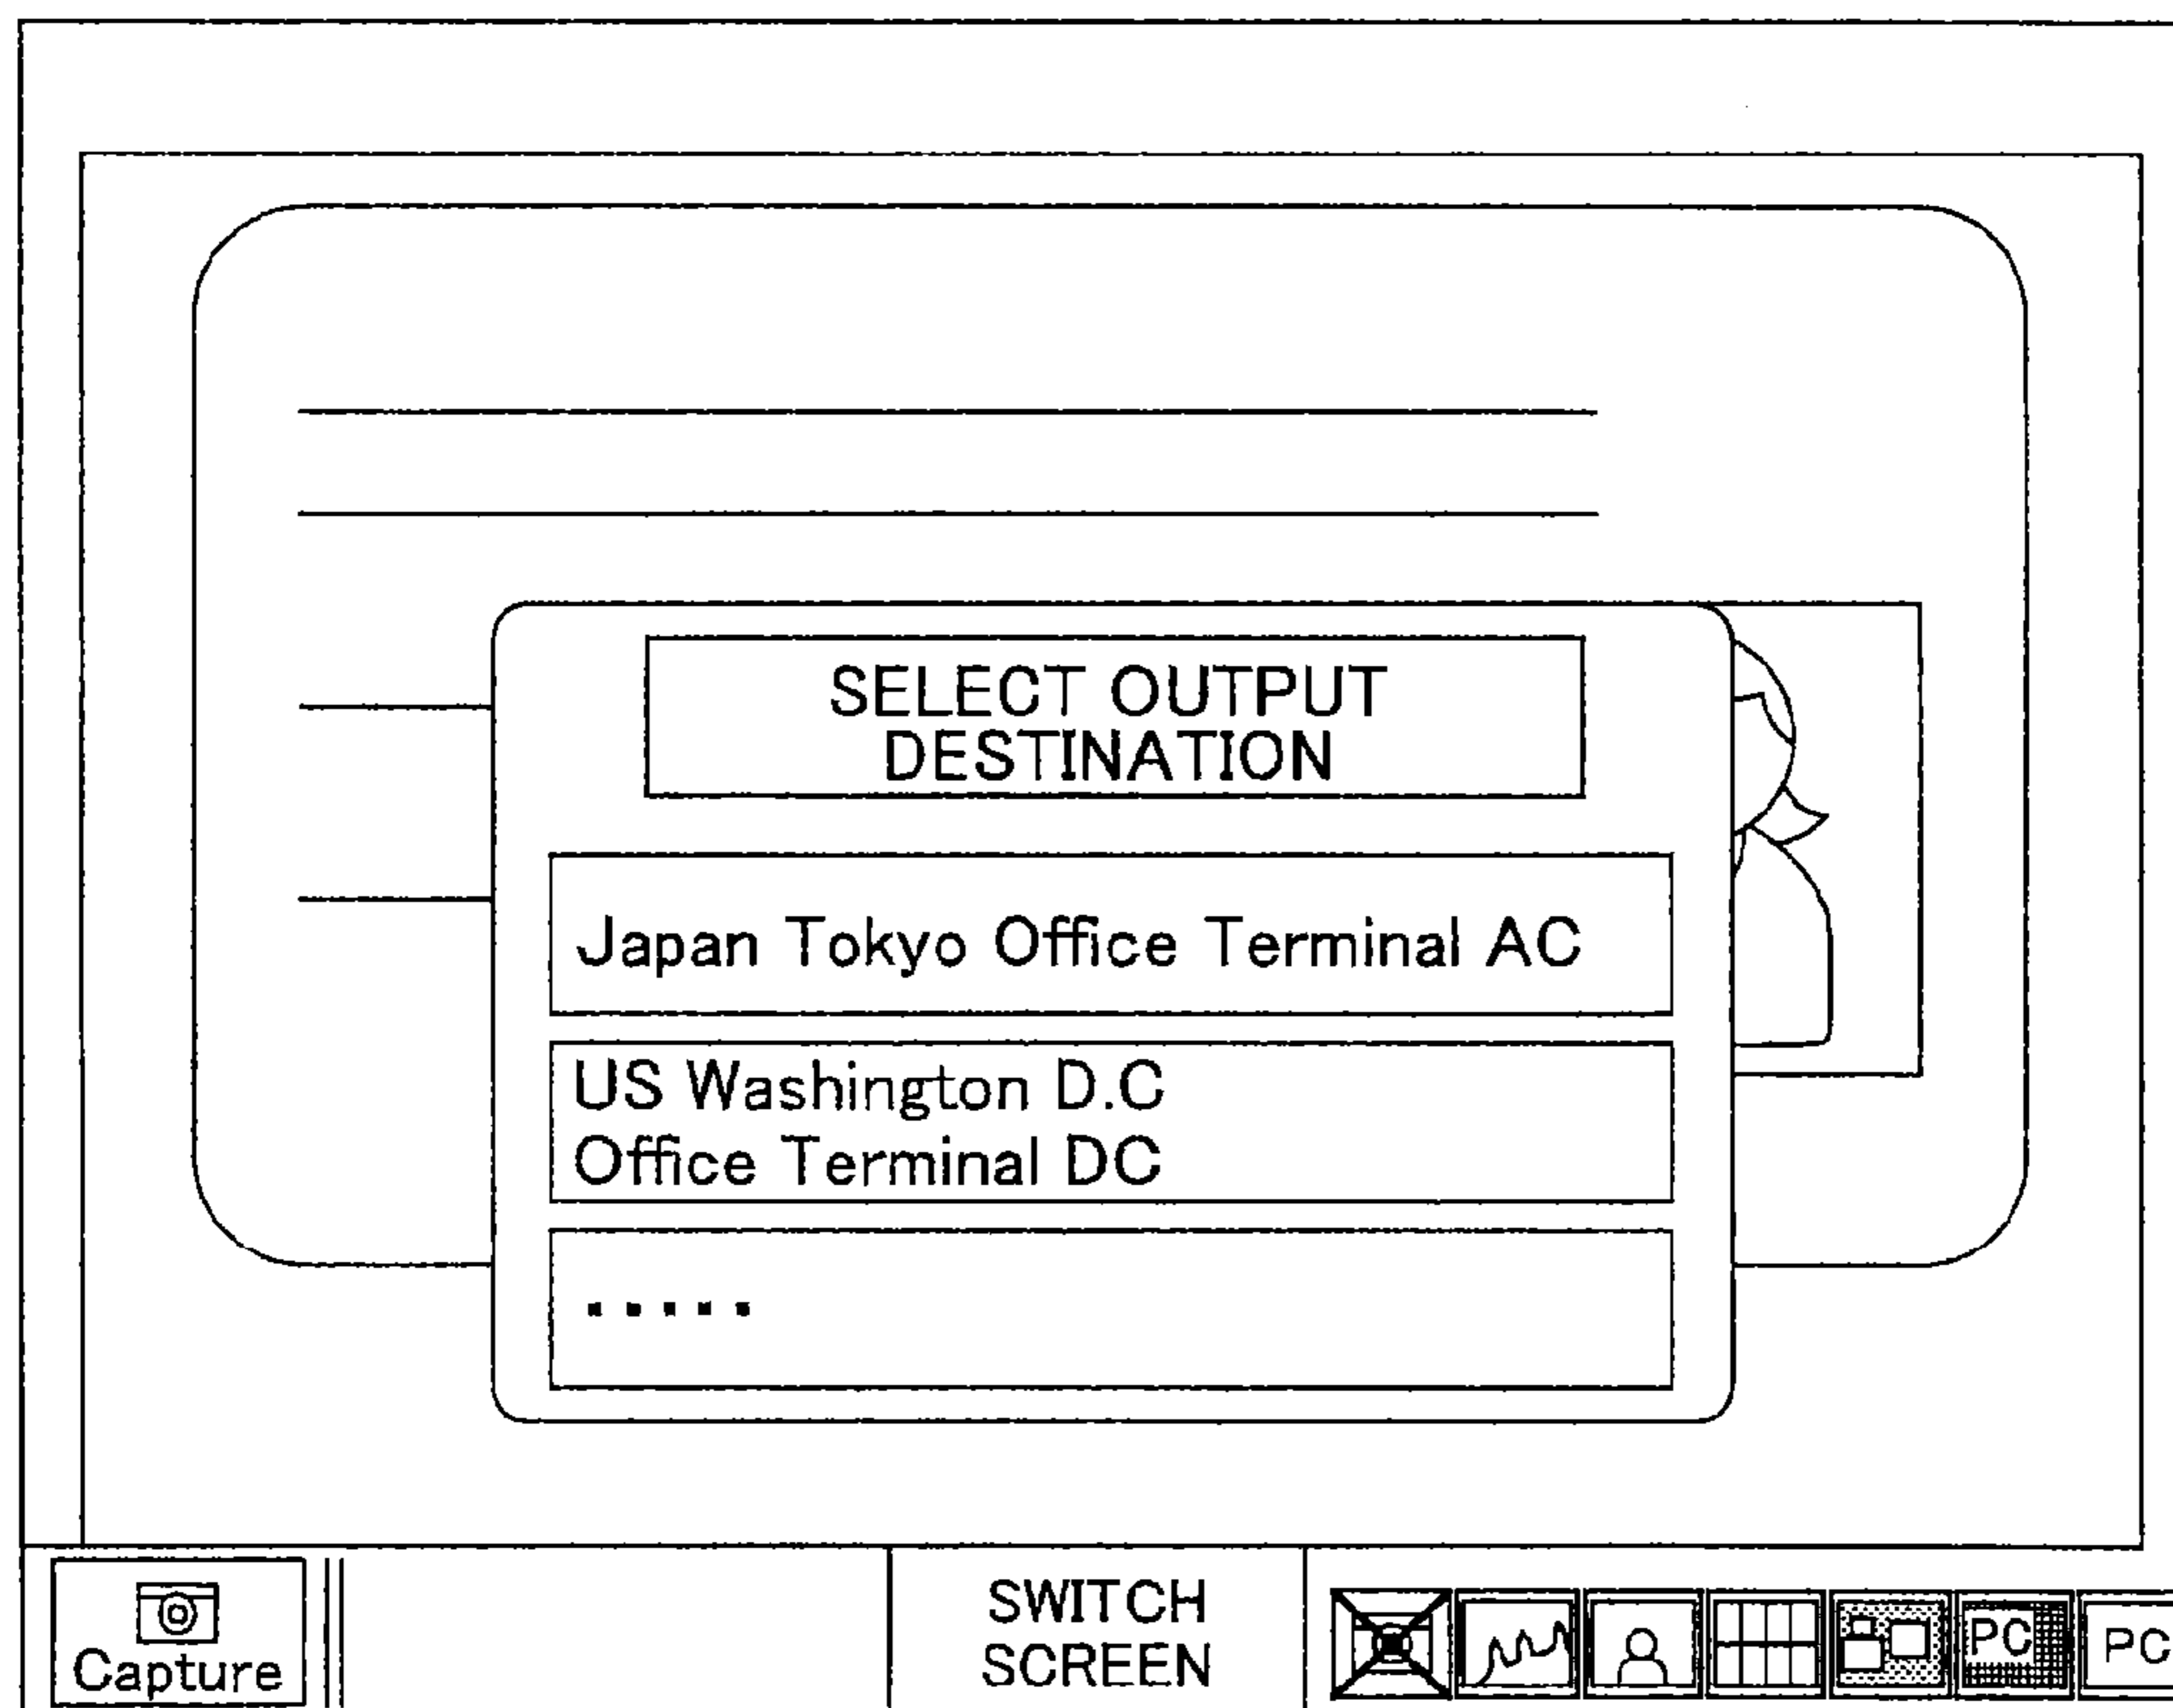 SELECT OUTPUT
DESTINATION
Japan Tokyo Office Terminal AC
US Washington D.C
Office Terminal DC
.....
Capture
SWITCH
SCREEN
PC
PC